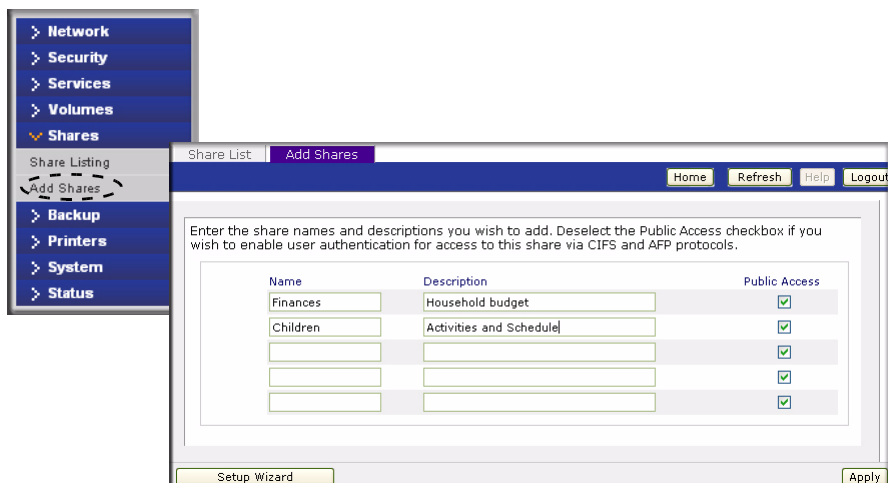 Network
Security
Services
Volumes
Shares
Share Listing
Add Shares
Backup
Printers
System
Status
Share List Add Shares
Home Refresh Help Logout
Enter the share names and descriptions you wish to add. Deselect the Public Access checkbox if you
wish to enable user authentication for access to this share via CIFS and AFP protocols.
Name Description Public Access
Finances Household budget
Children Activities and Schedule
Setup Wizard Apply